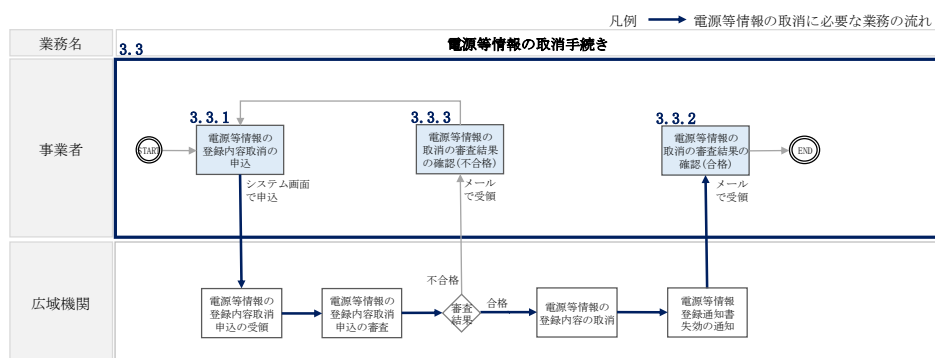 凡例 電源等情報の取消に必要な業務の流れ
業務名
3.3
電源等情報の取消手続き
事業者
START
3.3.1
電源等情報の
登録内容取消の
申込
システム画面
で申込
3.3.3
電源等情報の
取消の審査結果
の確認(不合格)
メール
で受領
3.3.2
電源等情報の
取消の審査結果の
確認(合格)
メール
で受領
END
広域機関
電源等情報の
登録内容取消
申込の受領
電源等情報の
登録内容取消
申込の審査
不合格
審査
結果
合格
電源等情報の
登録内容の取消
電源等情報
登録通知書
失効の通知